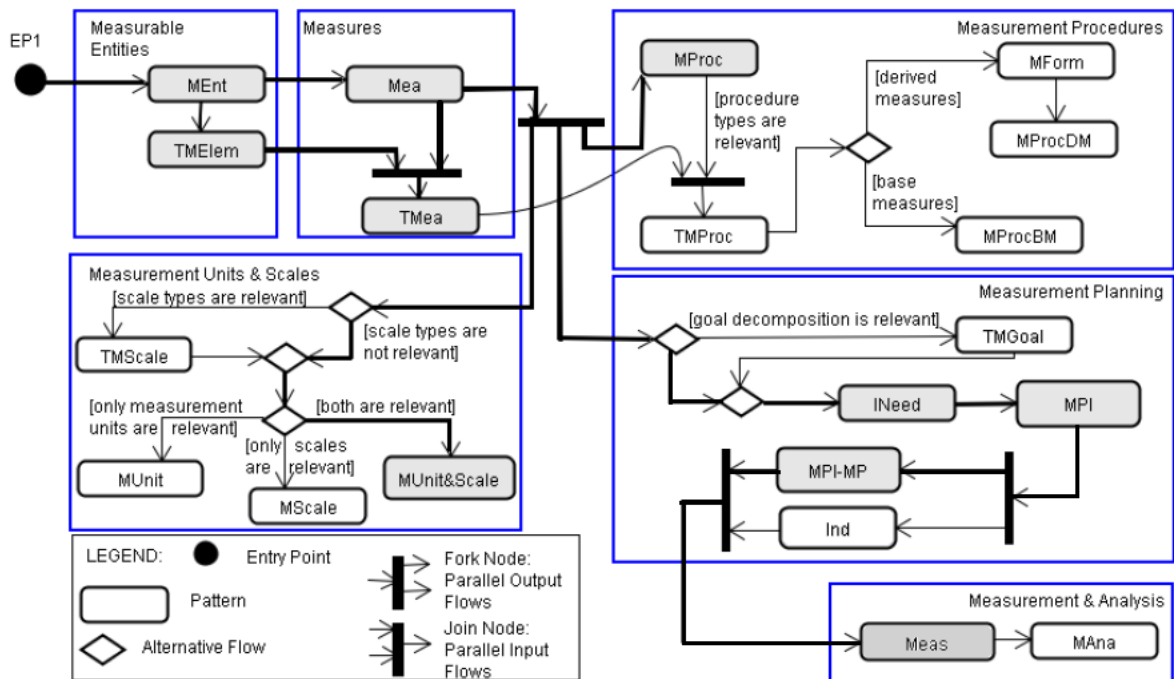 EP1
Measurable
Entities
MEnt
TMElem
Measures
Mea
TMea
Measurement Procedures
MProc
[procedure
types are
relevant]
TMProc
[derived
measures]
[base
measures]
MForm
MProcDM
MProcBM
Measurement Units & Scales
[scale types are relevant]
[scale types are
not relevant]
TMScale
[only measurement
units are relevant]
[both are relevant]
[only scales
are relevant]
MUnit
MScale
MUnit&Scale
Measurement Planning
[goal decomposition is relevant]
TMGoal
INeed
MPI
MPI-MP
Ind
Measurement & Analysis
Meas
MAna
LEGEND:
Entry Point
Pattern
Alternative Flow
Fork Node:
Parallel Output
Flows
Join Node:
Parallel Input
Flows